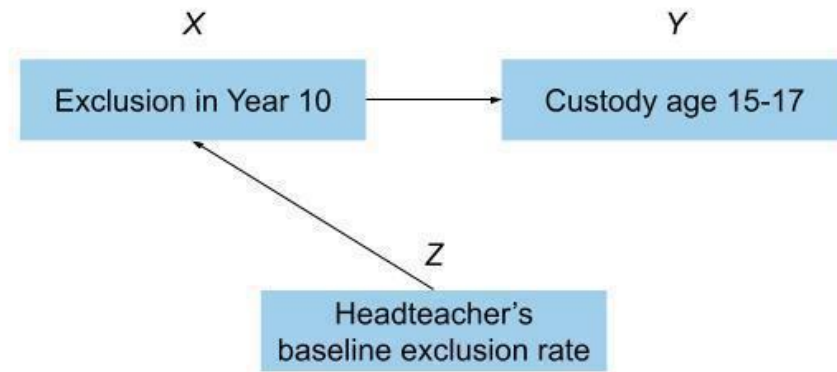 X
Y
Exclusion in Year 10
Custody age 15-17
Z
Headteacher's
baseline exclusion rate